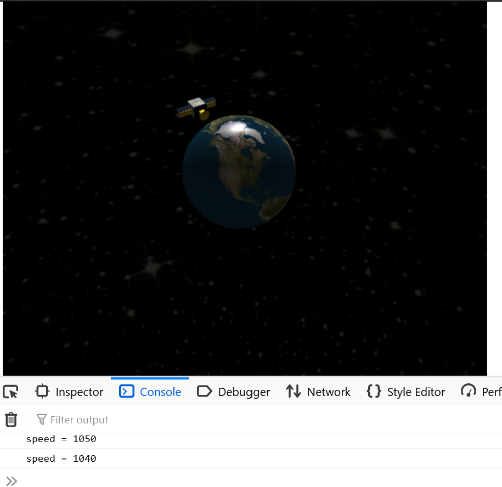 Inspector Console Debugger Network Style Editor Perf
Filter output
speed = 1050
speed = 1040